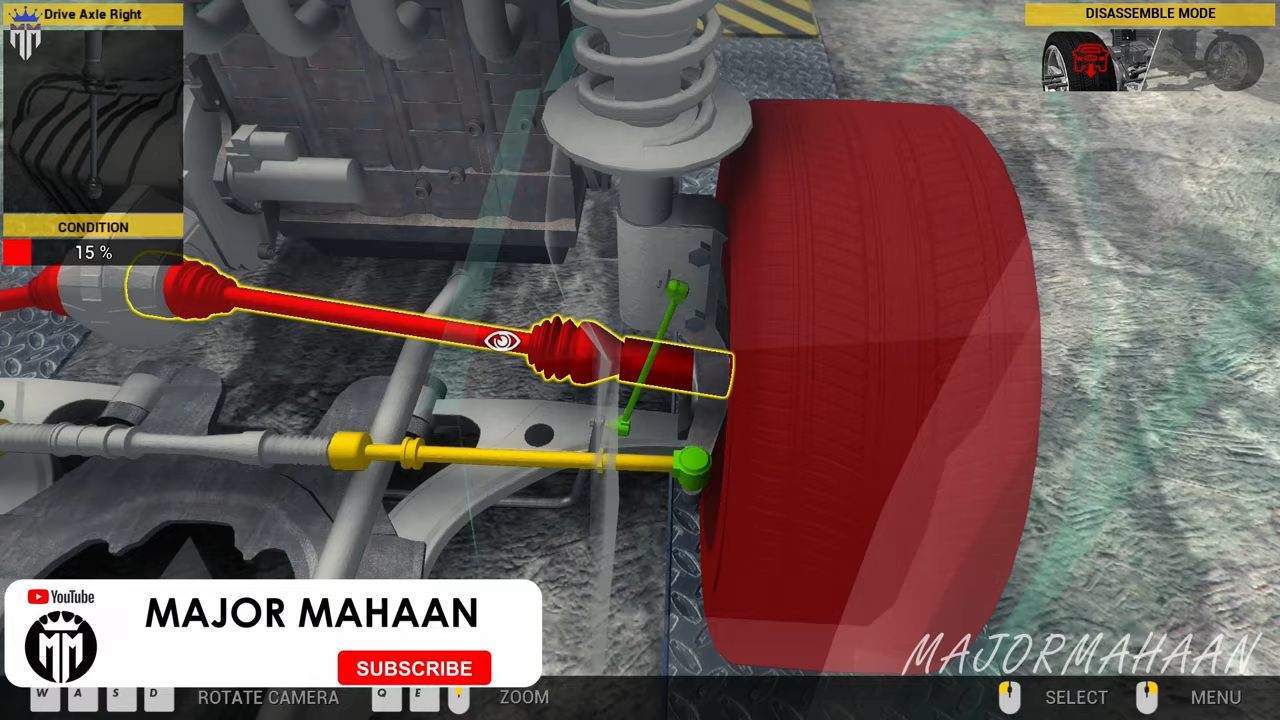 Drive Axle Right
DISASSEMBLE MODE
CONDITION
15 %
YouTube
MAJOR MAHAAN
SUBSCRIBE
MAJORMAHAAN
W A S D ROTATE CAMERA Q E ZOOM SELECT MENU